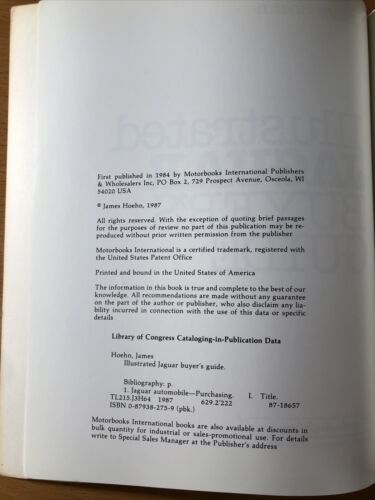 First published in 1984 by Motorbooks International Publishers
& Wholesalers Inc, PO Box 2, 729 Prospect Avenue, Osceola, WI
54020 USA
© James Hoehn, 1987
All rights reserved. With the exception of quoting brief passages
for the purposes of review no part of this publication may be re-
produced without prior written permission from the publisher
Motorbooks International is a certified trademark, registered with
the United States Patent Office
Printed and bound in the United States of America
The information in this book is true and complete to the best of our
knowledge. All recommendations are made without any guarantee
on the part of the author or publisher, who also disclaim any lia-
bility incurred in connection with the use of this data or specific
details
Library of Congress Cataloging-in-Publication Data
Hoehn, James
Illustrated Jaguar buyer's guide.
Bibliography: p.
1. Jaguar automobile—Purchasing. I. Title.
TL215.J3H64 1987 629.2'222 87-18657
ISBN 0-87938-275-9 (pbk.)
Motorbooks International books are also available at discounts in
bulk quantity for industrial or sales-promotional use. For details
write to Special Sales Manager at the Publisher's address